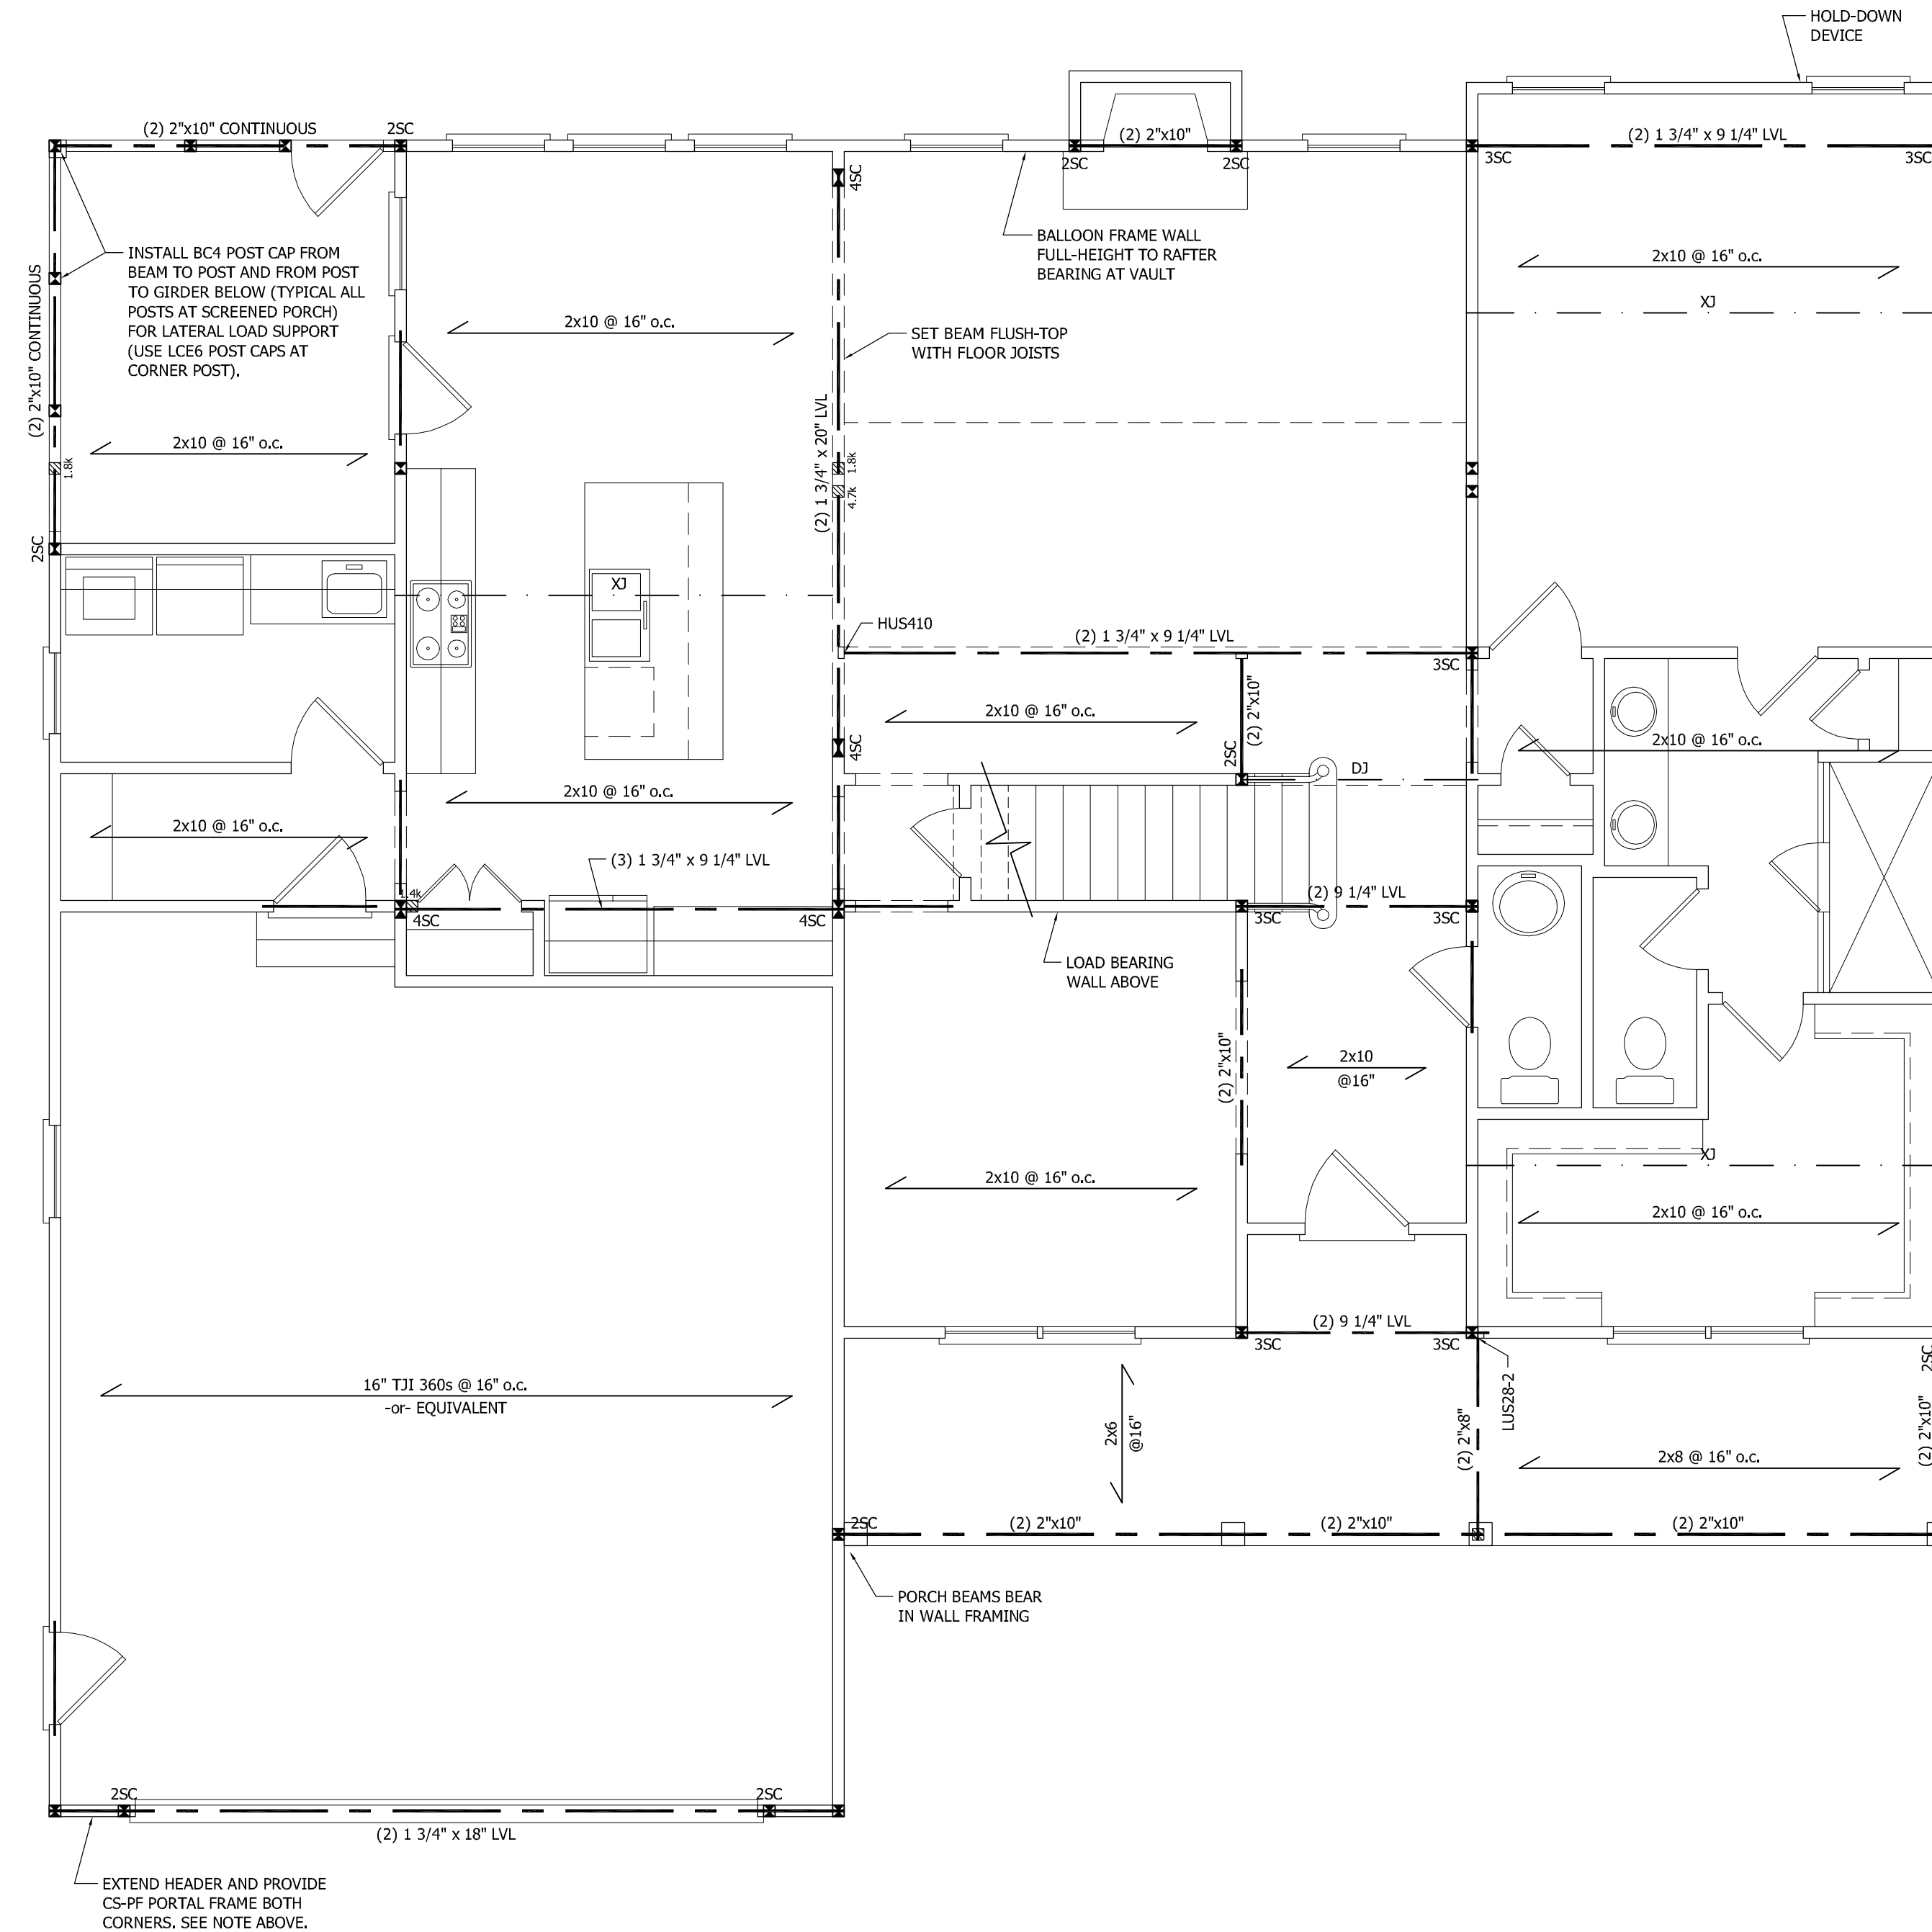 HOLD-DOWN
DEVICE
(2) 2"x10" CONTINUOUS
2SC
(2) 2"x10"
2SC
2SC
(2) 1 3/4" x 9 1/4" LVL
3SC
3SC
4SC
INSTALL BC4 POST CAP FROM
BEAM TO POST AND FROM POST
TO GIRDER BELOW (TYPICAL ALL
POSTS AT SCREENED PORCH)
FOR LATERAL LOAD SUPPORT
(USE LCE6 POST CAPS AT
CORNER POST).
BALLOON FRAME WALL
FULL-HEIGHT TO RAFTER
BEARING AT VAULT
2x10 @ 16" o.c.
XJ
(2) 2"x10" CONTINUOUS
2x10 @ 16" o.c.
SET BEAM FLUSH-TOP
WITH FLOOR JOISTS
2x10 @ 16" o.c.
1.8k
(2) 1 3/4" x 20" LVL
1.8k
4.7k
2SC
XJ
HUS410
(2) 1 3/4" x 9 1/4" LVL
3SC
2x10 @ 16" o.c.
(2) 2"x10"
2SC
4SC
2x10 @ 16" o.c.
DJ
2x10 @ 16" o.c.
2x10 @ 16" o.c.
(3) 1 3/4" x 9 1/4" LVL
1.4k
4SC
4SC
(2) 9 1/4" LVL
3SC
3SC
LOAD BEARING
WALL ABOVE
(2) 2"x10"
2x10
@16"
2x10 @ 16" o.c.
XJ
2x10 @ 16" o.c.
(2) 9 1/4" LVL
3SC
3SC
2SC
16" TJI 360s @ 16" o.c.
-or- EQUIVALENT
2x6
@16"
(2) 2"x8"
LUS28-2
2x8 @ 16" o.c.
(2) 2"x10"
2SC
(2) 2"x10"
(2) 2"x10"
(2) 2"x10"
PORCH BEAMS BEAR
IN WALL FRAMING
2SC
2SC
(2) 1 3/4" x 18" LVL
EXTEND HEADER AND PROVIDE
CS-PF PORTAL FRAME BOTH
CORNERS. SEE NOTE ABOVE.